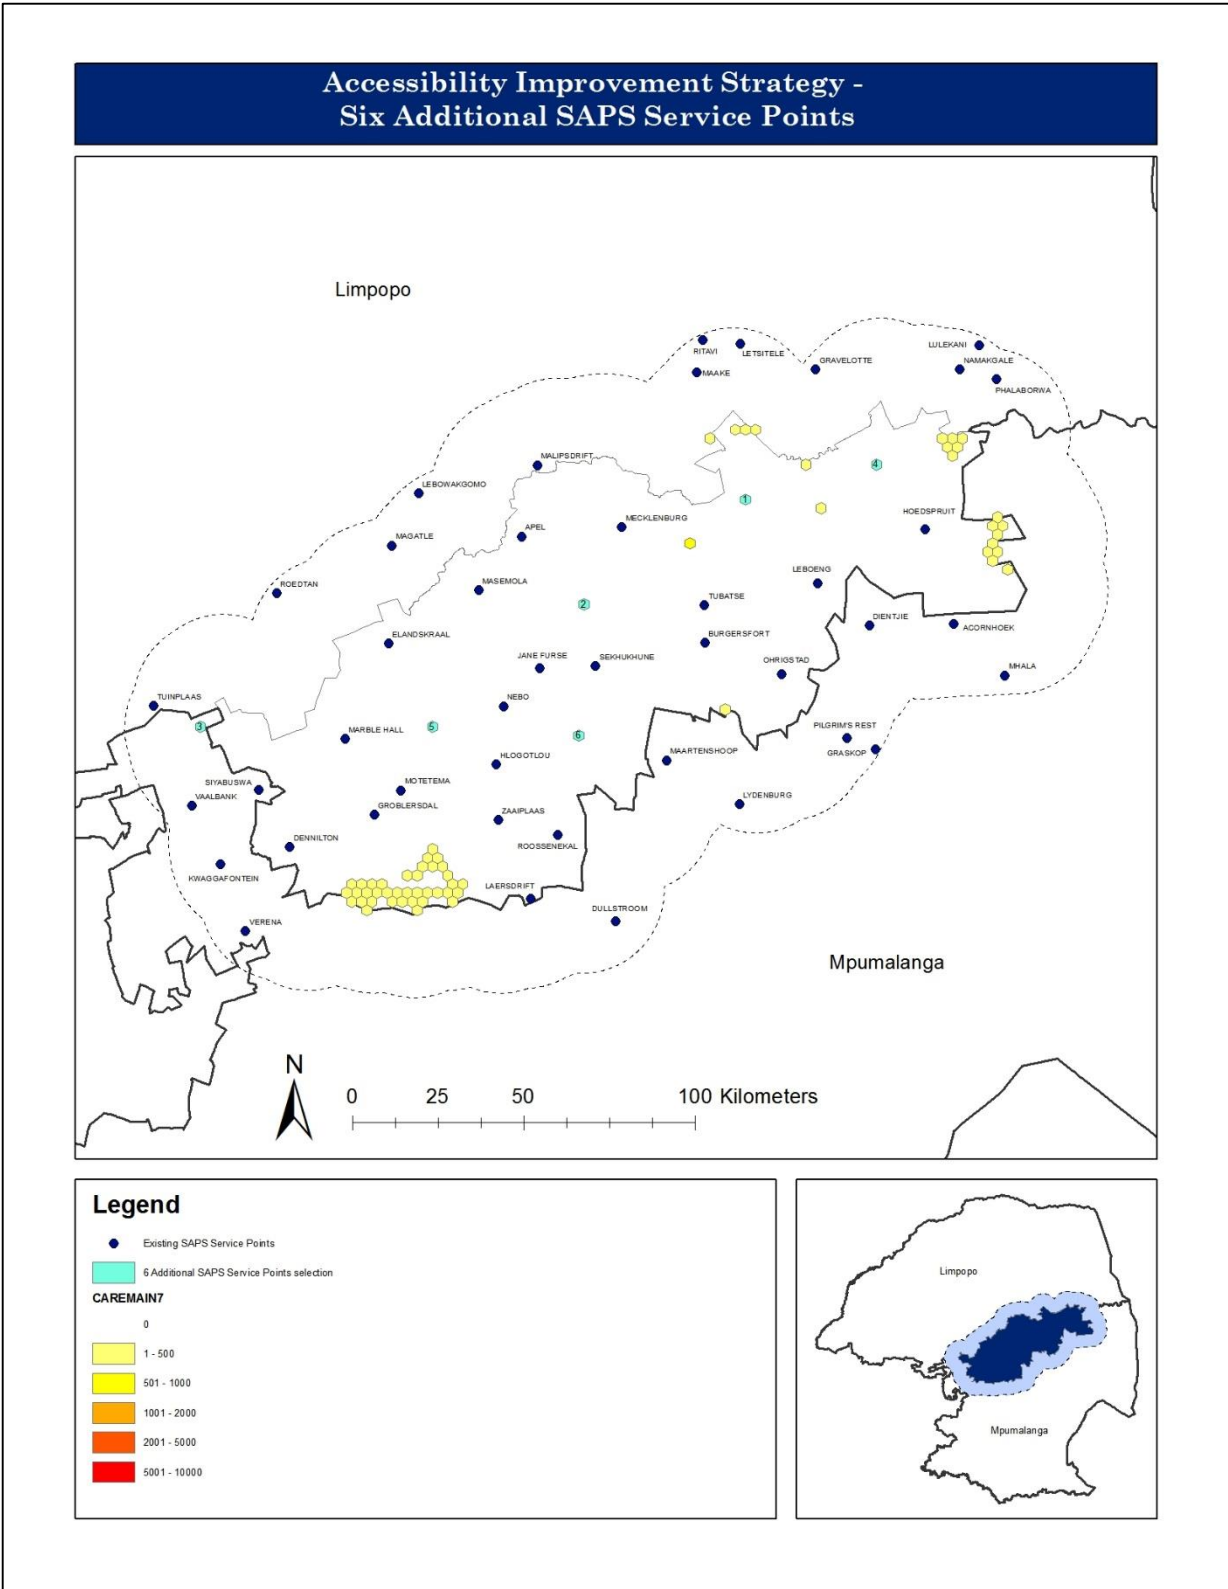 Accessibility Improvement Strategy -
Six Additional SAPS Service Points
Limpopo
RITAVI
LETSITELE
MAAKE
GRAVELOTTE
LULEKANI
NAMAKGALE
PHALABORWA
MALIPSDRIFT
4
LEBOWAKGOMO
1
HOEDSPRUIT
MECKLENBURG
APEL
MAGATLE
LEBOENG
MASEMOLA
ROEDTAN
2
TUBATSE
DIENTJIE
ACORNHOEK
ELANDSKRAAL
BURGERSFORT
JANE FURSE
SEKHUKHUNE
OHRIGSTAD
MHALA
TUINPLAAS
NEBO
3
MARBLE HALL
5
6
PILGRIM'S REST
GRASKOP
MAARTENSHOOP
HLOGOTLOU
SIYABUSWA
VAALBANK
MOTETEMA
GROBLERSDAL
LYDENBURG
ZAAIPLAAS
ROOSSENEKAL
DENNILTON
KWAGGAFONTEIN
LAERSDRIFT
DULLSTROOM
VERENA
Mpumalanga
N
0 25 50 100 Kilometers
Legend
Existing SAPS Service Points
6 Additional SAPS Service Points selection
CAREMAIN7
0
1 - 500
501 - 1000
1001 - 2000
2001 - 5000
5001 - 10000
Limpopo
Mpumalanga